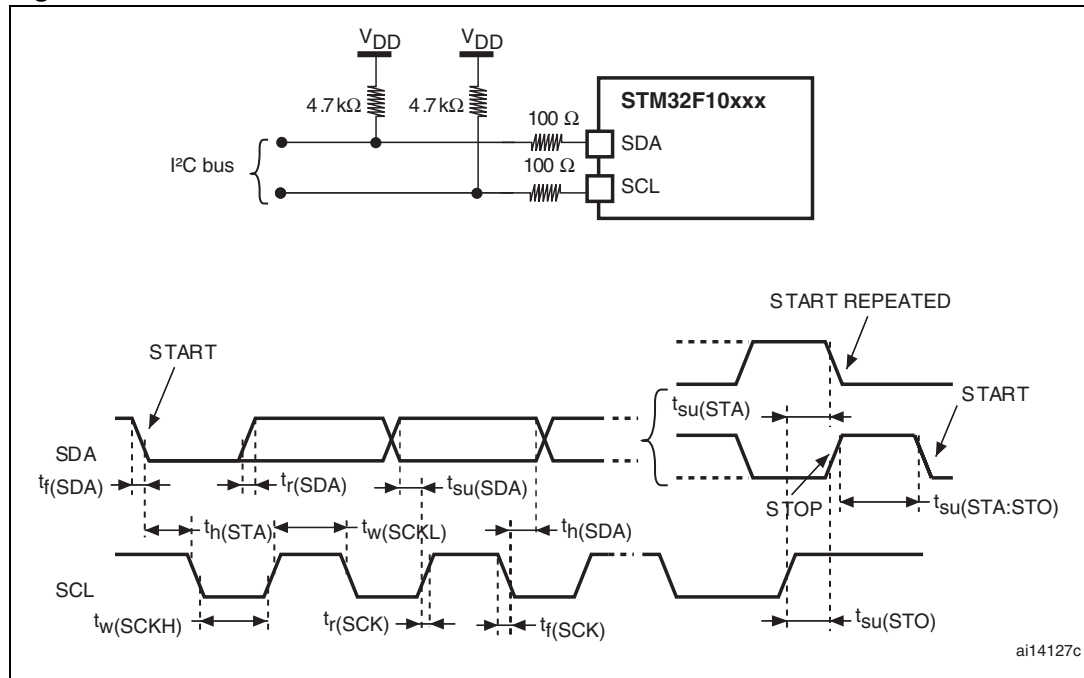 VDD VDD
4.7kΩ 4.7kΩ
STM32F10xxx
100 Ω
SDA
100 Ω
SCL
I²C bus
START REPEATED
START
START
tsu(STA)
SDA
tf(SDA)
tr(SDA)
tsu(SDA)
STOP
tsu(STA:STO)
th(STA)
tw(SCKL)
th(SDA)
SCL
tw(SCKH)
tr(SCK)
tf(SCK)
tsu(STO)
ai14127c